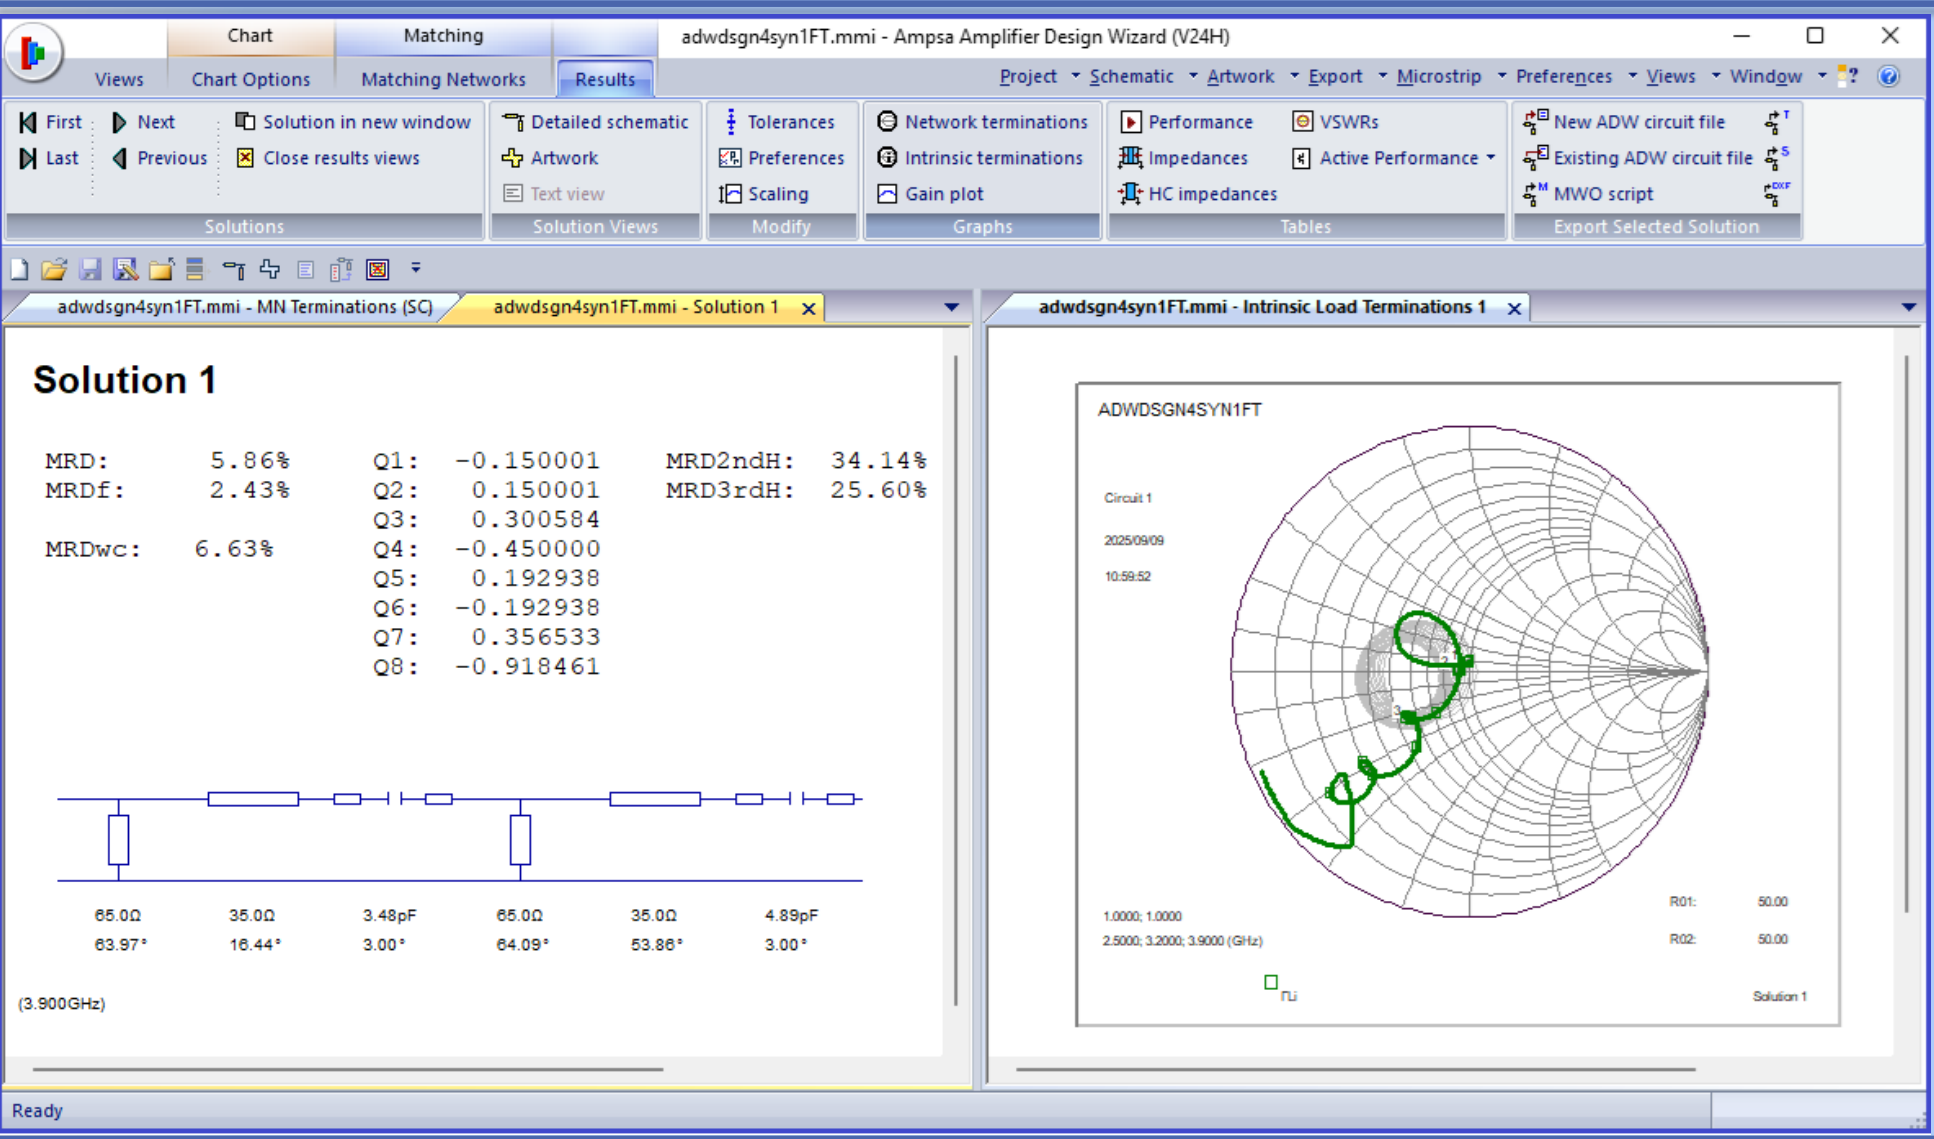 Chart
Matching
adwdsgn4syn1FT.mmi - Ampsa Amplifier Design Wizard (V24H)
Views
Chart Options
Matching Networks
Results
Project
Schematic
Artwork
Export
Microstrip
Preferences
Views
Window
?
First
Next
Solution in new window
Last
Previous
Close results views
Solutions
Detailed schematic
Artwork
Text view
Solution Views
Tolerances
Preferences
Scaling
Modify
Network terminations
Intrinsic terminations
Gain plot
Graphs
Performance
VSWRs
Impedances
Active Performance
HC impedances
Tables
New ADW circuit file
T
Existing ADW circuit file
S
MWO script
DXF
Export Selected Solution
adwdsgn4syn1FT.mmi - MN Terminations (SC)
adwdsgn4syn1FT.mmi - Solution 1
adwdsgn4syn1FT.mmi - Intrinsic Load Terminations 1
Solution 1
MRD: 5.86% Q1: -0.150001 MRD2ndH: 34.14%
MRDf: 2.43% Q2: 0.150001 MRD3rdH: 25.60%
Q3: 0.300584
MRDwc: 6.63% Q4: -0.450000
Q5: 0.192938
Q6: -0.192938
Q7: 0.356533
Q8: -0.918461
65.0Ω 35.0Ω 3.48pF 65.0Ω 35.0Ω 4.89pF
63.97° 16.44° 3.00° 64.09° 53.86° 3.00°
(3.900GHz)
ADWDSGN4SYN1FT
Circuit 1
2025/09/09
10:59:52
1
2
3
1.0000; 1.0000
2.5000; 3.2000; 3.9000 (GHz)
R01: 50.00
R02: 50.00
ΓLi
Solution 1
Ready